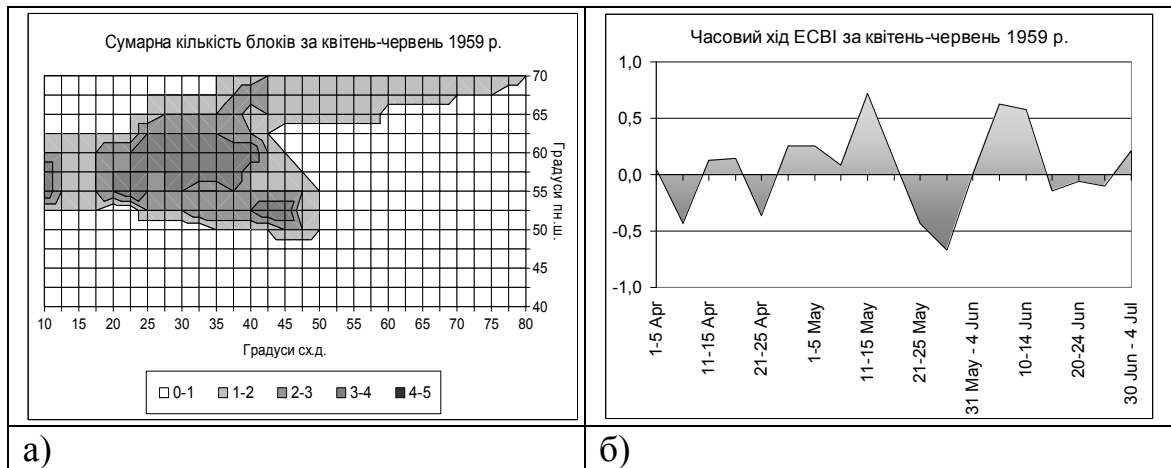 Сумарна кількість блоків за квітень-червень 1959 р.
70
65
60
55
50
45
40
Градуси пн.ш.
10 15 20 25 30 35 40 45 50 55 60 65 70 75 80
Градуси сх.д.
0-1 1-2 2-3 3-4 4-5
а)
Часовий хід ЕСВІ за квітень-червень 1959 р.
1,0
0,5
0,0
-0,5
-1,0
1-5 Apr
11-15 Apr
21-25 Apr
1-5 May
11-15 May
21-25 May
31 May - 4 Jun
10-14 Jun
20-24 Jun
30 Jun - 4 Jul
б)